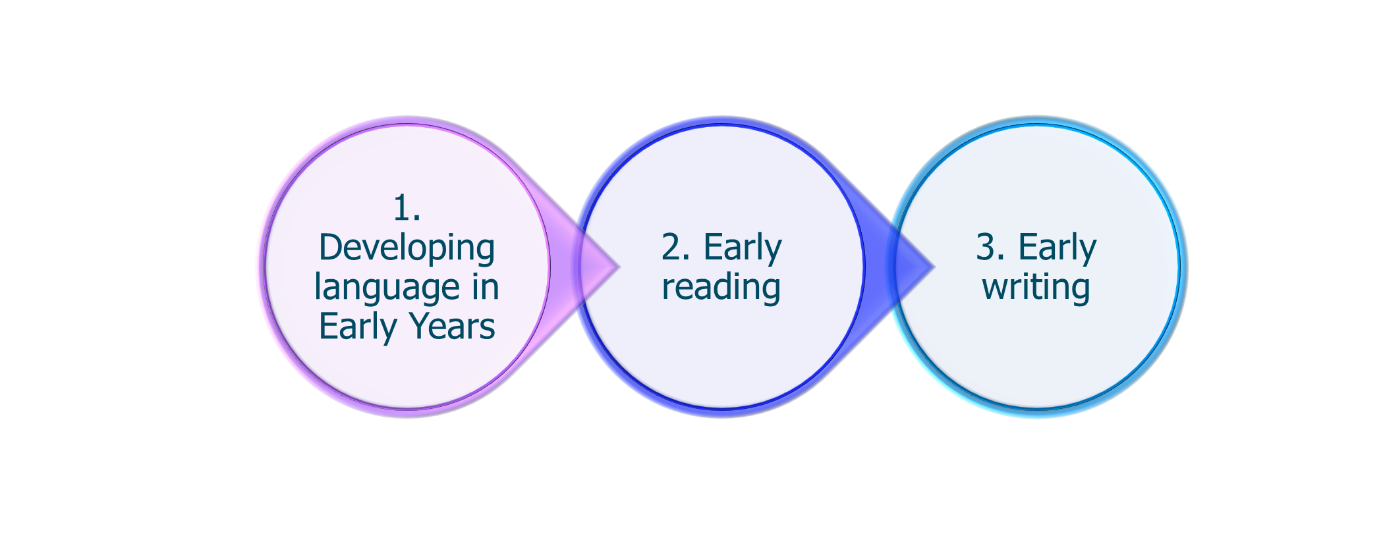 1.
Developing
language in
Early Years
2. Early
reading
3. Early
writing